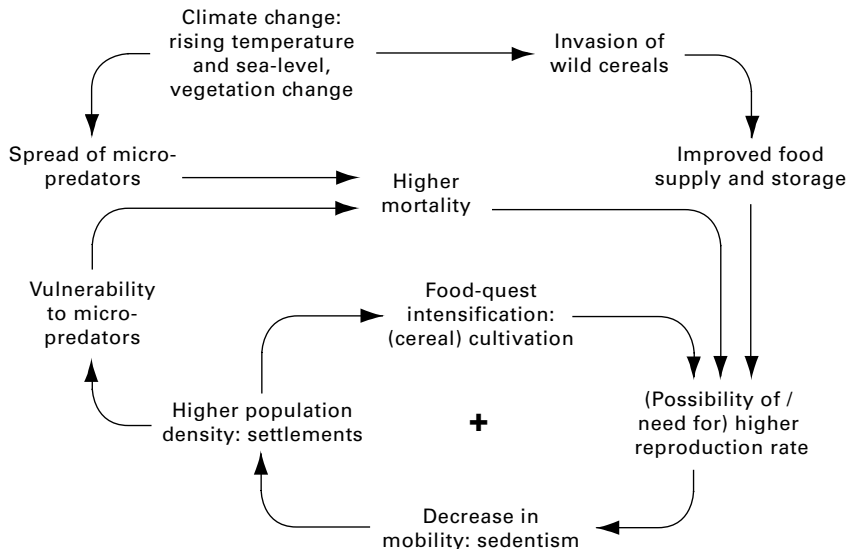 Climate change:
rising temperature
and sea-level,
vegetation change
Invasion of
wild cereals
Spread of micro-
predators
Improved food
supply and storage
Higher
mortality
Vulnerability
to micro-
predators
Food-quest
intensification:
(cereal) cultivation
Higher population
density: settlements
+
(Possibility of /
need for) higher
reproduction rate
Decrease in
mobility: sedentism